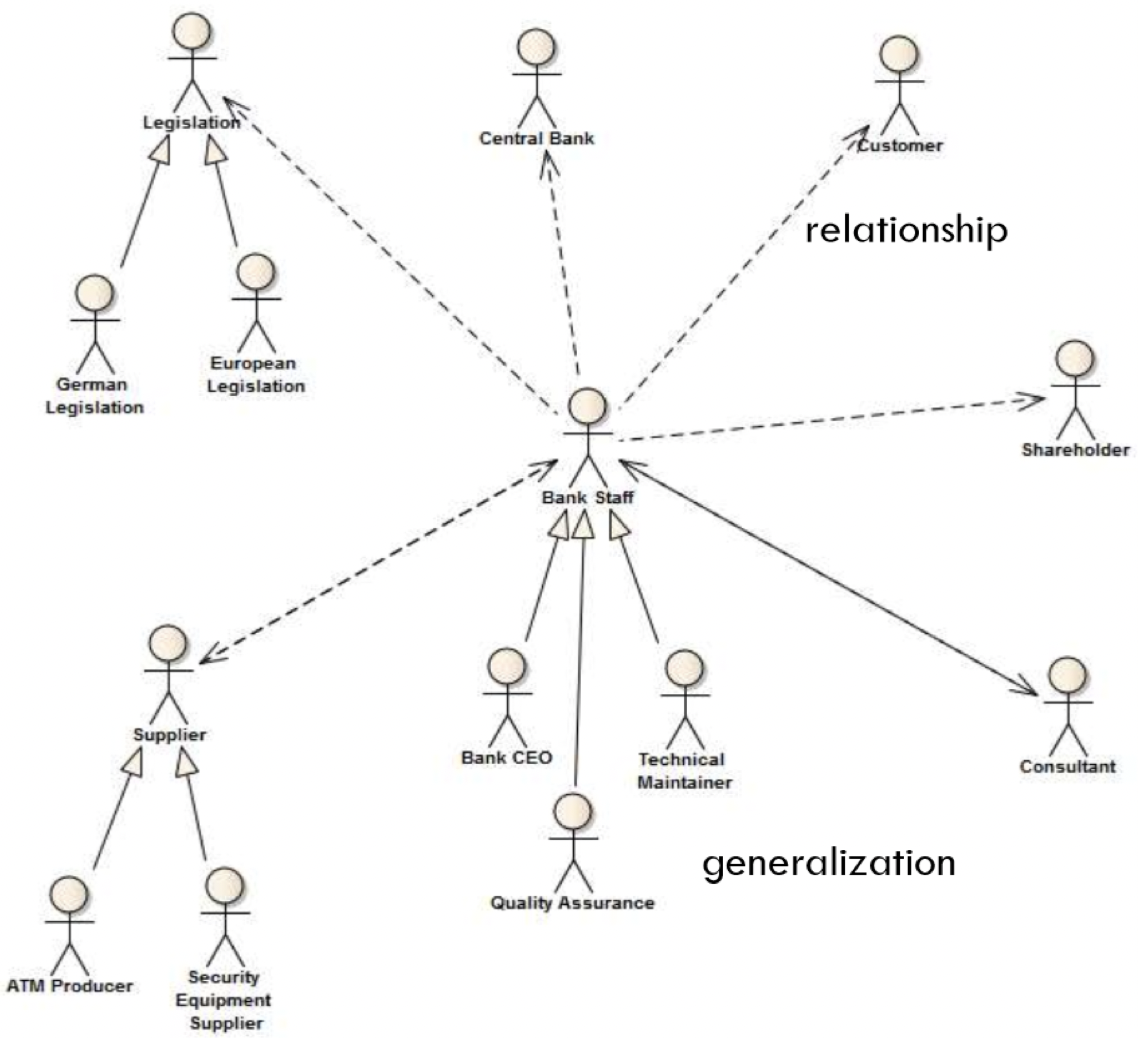 Legislation
Central Bank
Customer
relationship
German
Legislation
European
Legislation
Shareholder
Bank Staff
Supplier
Bank CEO
Technical
Maintainer
Consultant
Quality Assurance
generalization
ATM Producer
Security
Equipment
Supplier